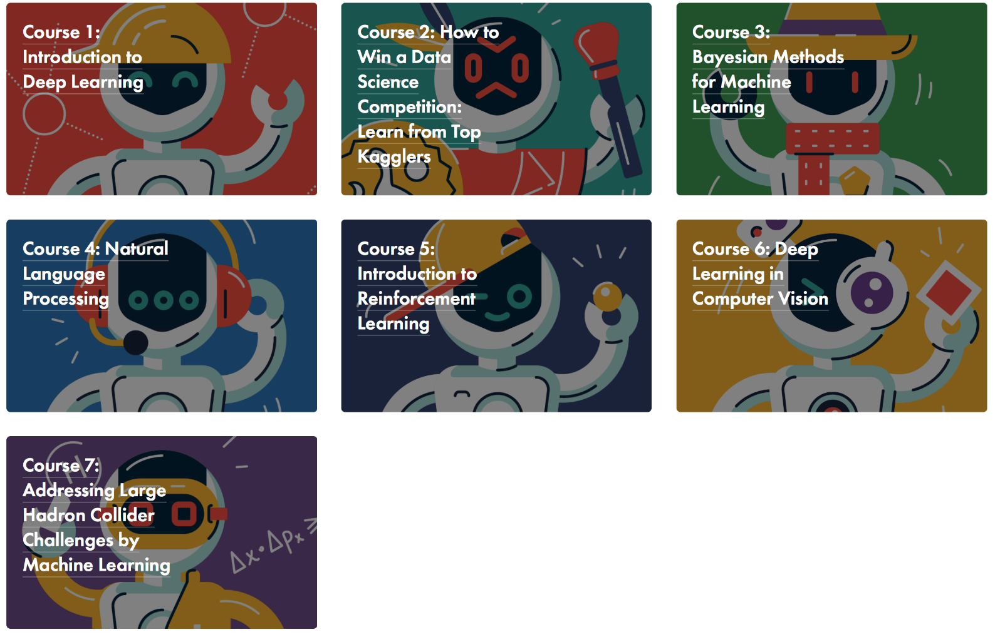 Course 1:
Introduction to
Deep Learning
Course 2: How to
Win a Data
Science
Competition:
Learn from Top
Kagglers
Course 3:
Bayesian Methods
for Machine
Learning
Course 4: Natural
Language
Processing
Course 5:
Introduction to
Reinforcement
Learning
Course 6: Deep
Learning in
Computer Vision
Course 7:
Addressing Large
Hadron Collider
Challenges by
Machine Learning
H
Δx·Δpx ≥